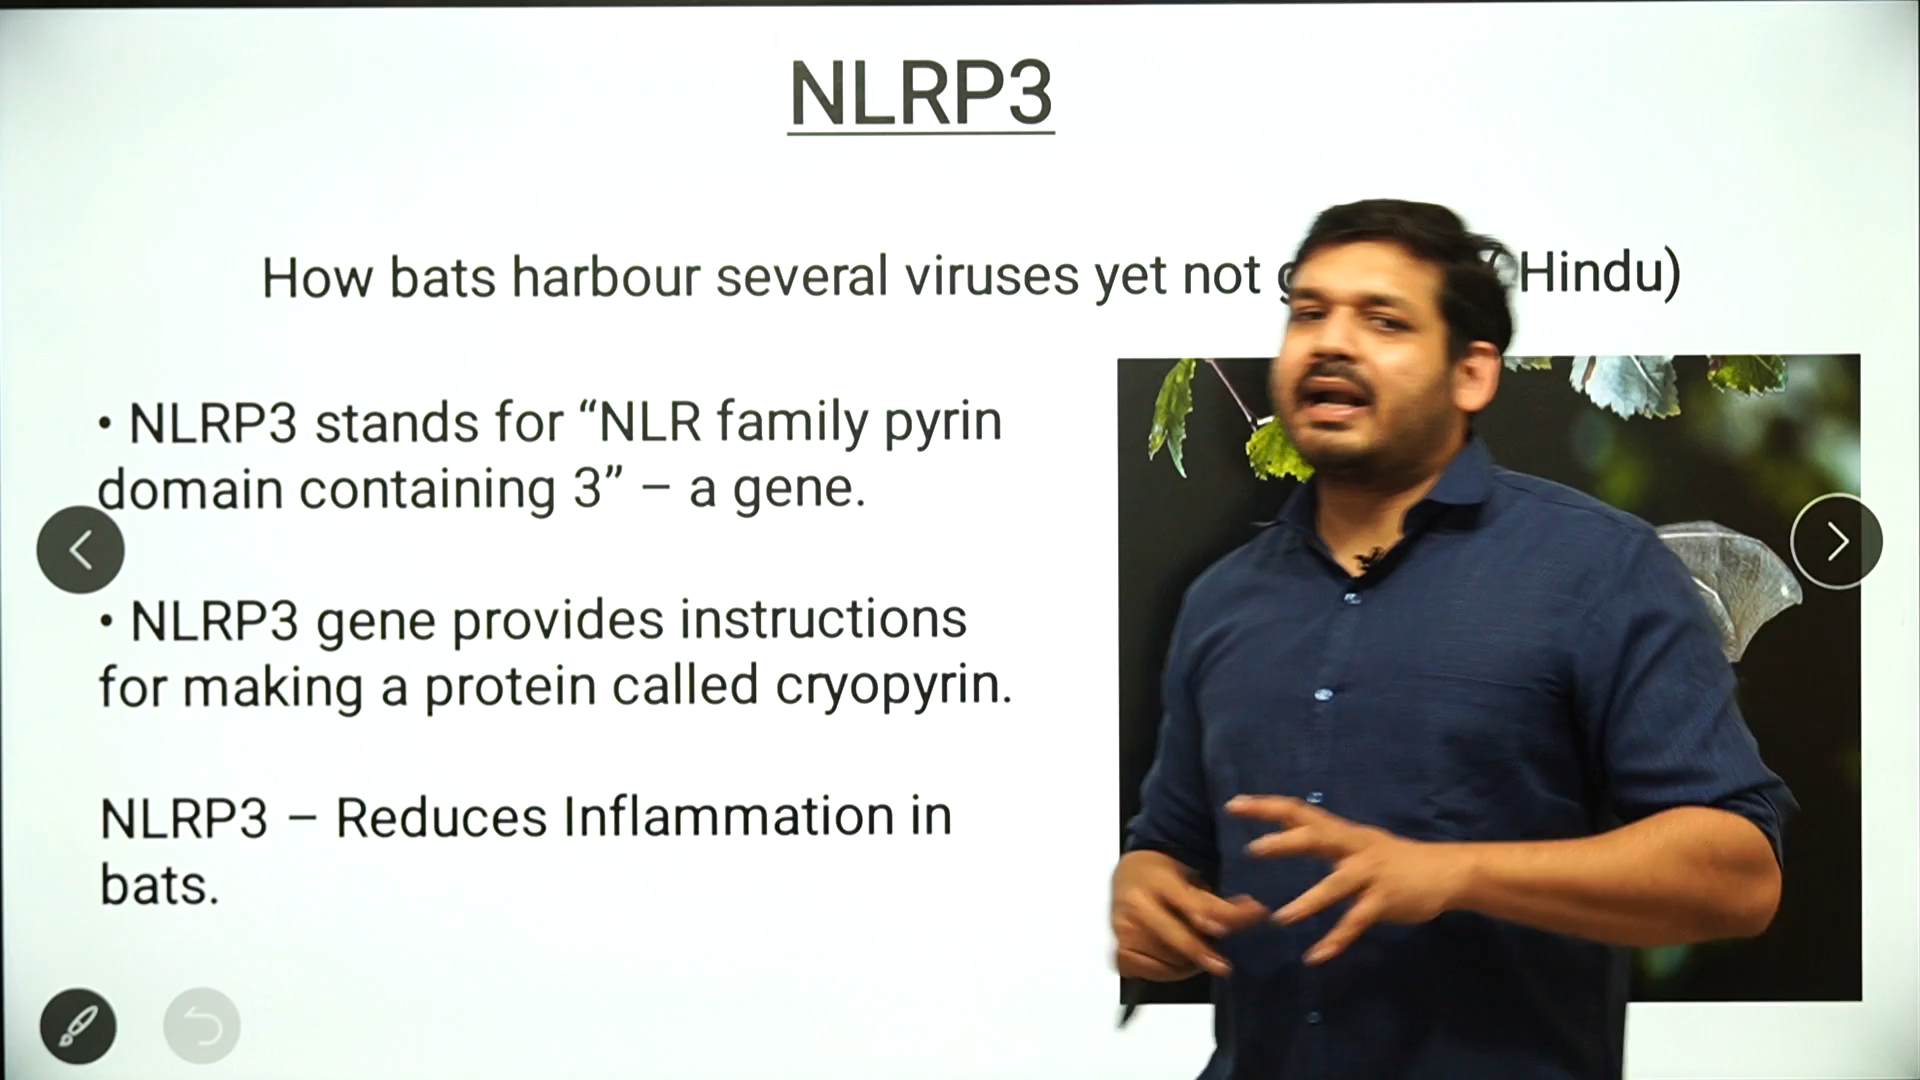 NLRP3
How bats harbour several viruses yet not Hindu)
• NLRP3 stands for “NLR family pyrin
domain containing 3” – a gene.
• NLRP3 gene provides instructions
for making a protein called cryopyrin.
NLRP3 – Reduces Inflammation in
bats.